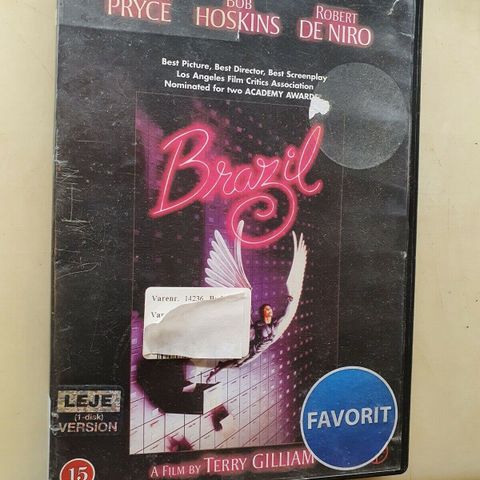 PRYCE
BOB
HOSKINS
ROBERT
DE NIRO
Best Picture, Best Director, Best Screenplay
Los Angeles Film Critics Association
Nominated for two ACADEMY AWARDS
Brazil
Varenr. 14236
LEJE
(1-disk)
VERSION
FAVORIT
15
A FILM BY TERRY GILLIAM